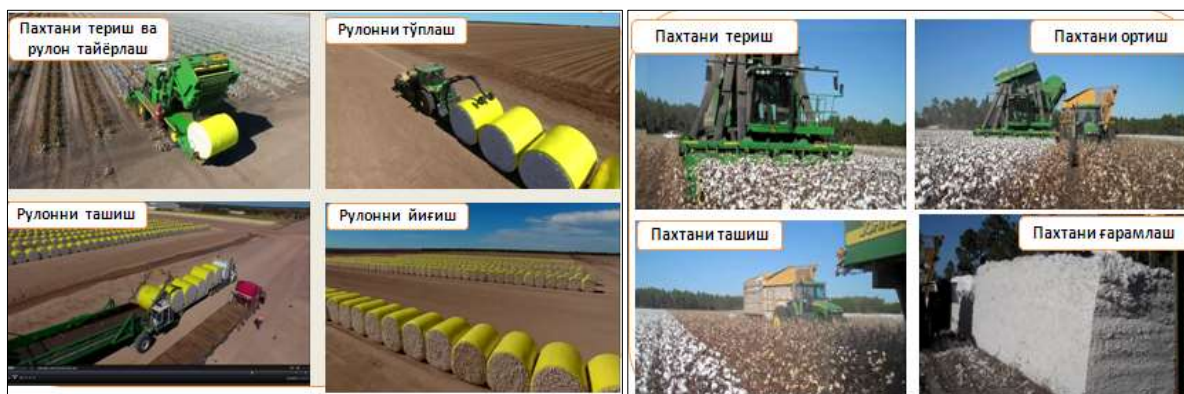 Пахтани териш ва
рулон тайёрлаш
Рулонни тўплаш
Рулонни ташиш
Рулонни йиғиш
Пахтани териш
Пахтани ортиш
Пахтани ташиш
Пахтани ғарамлаш